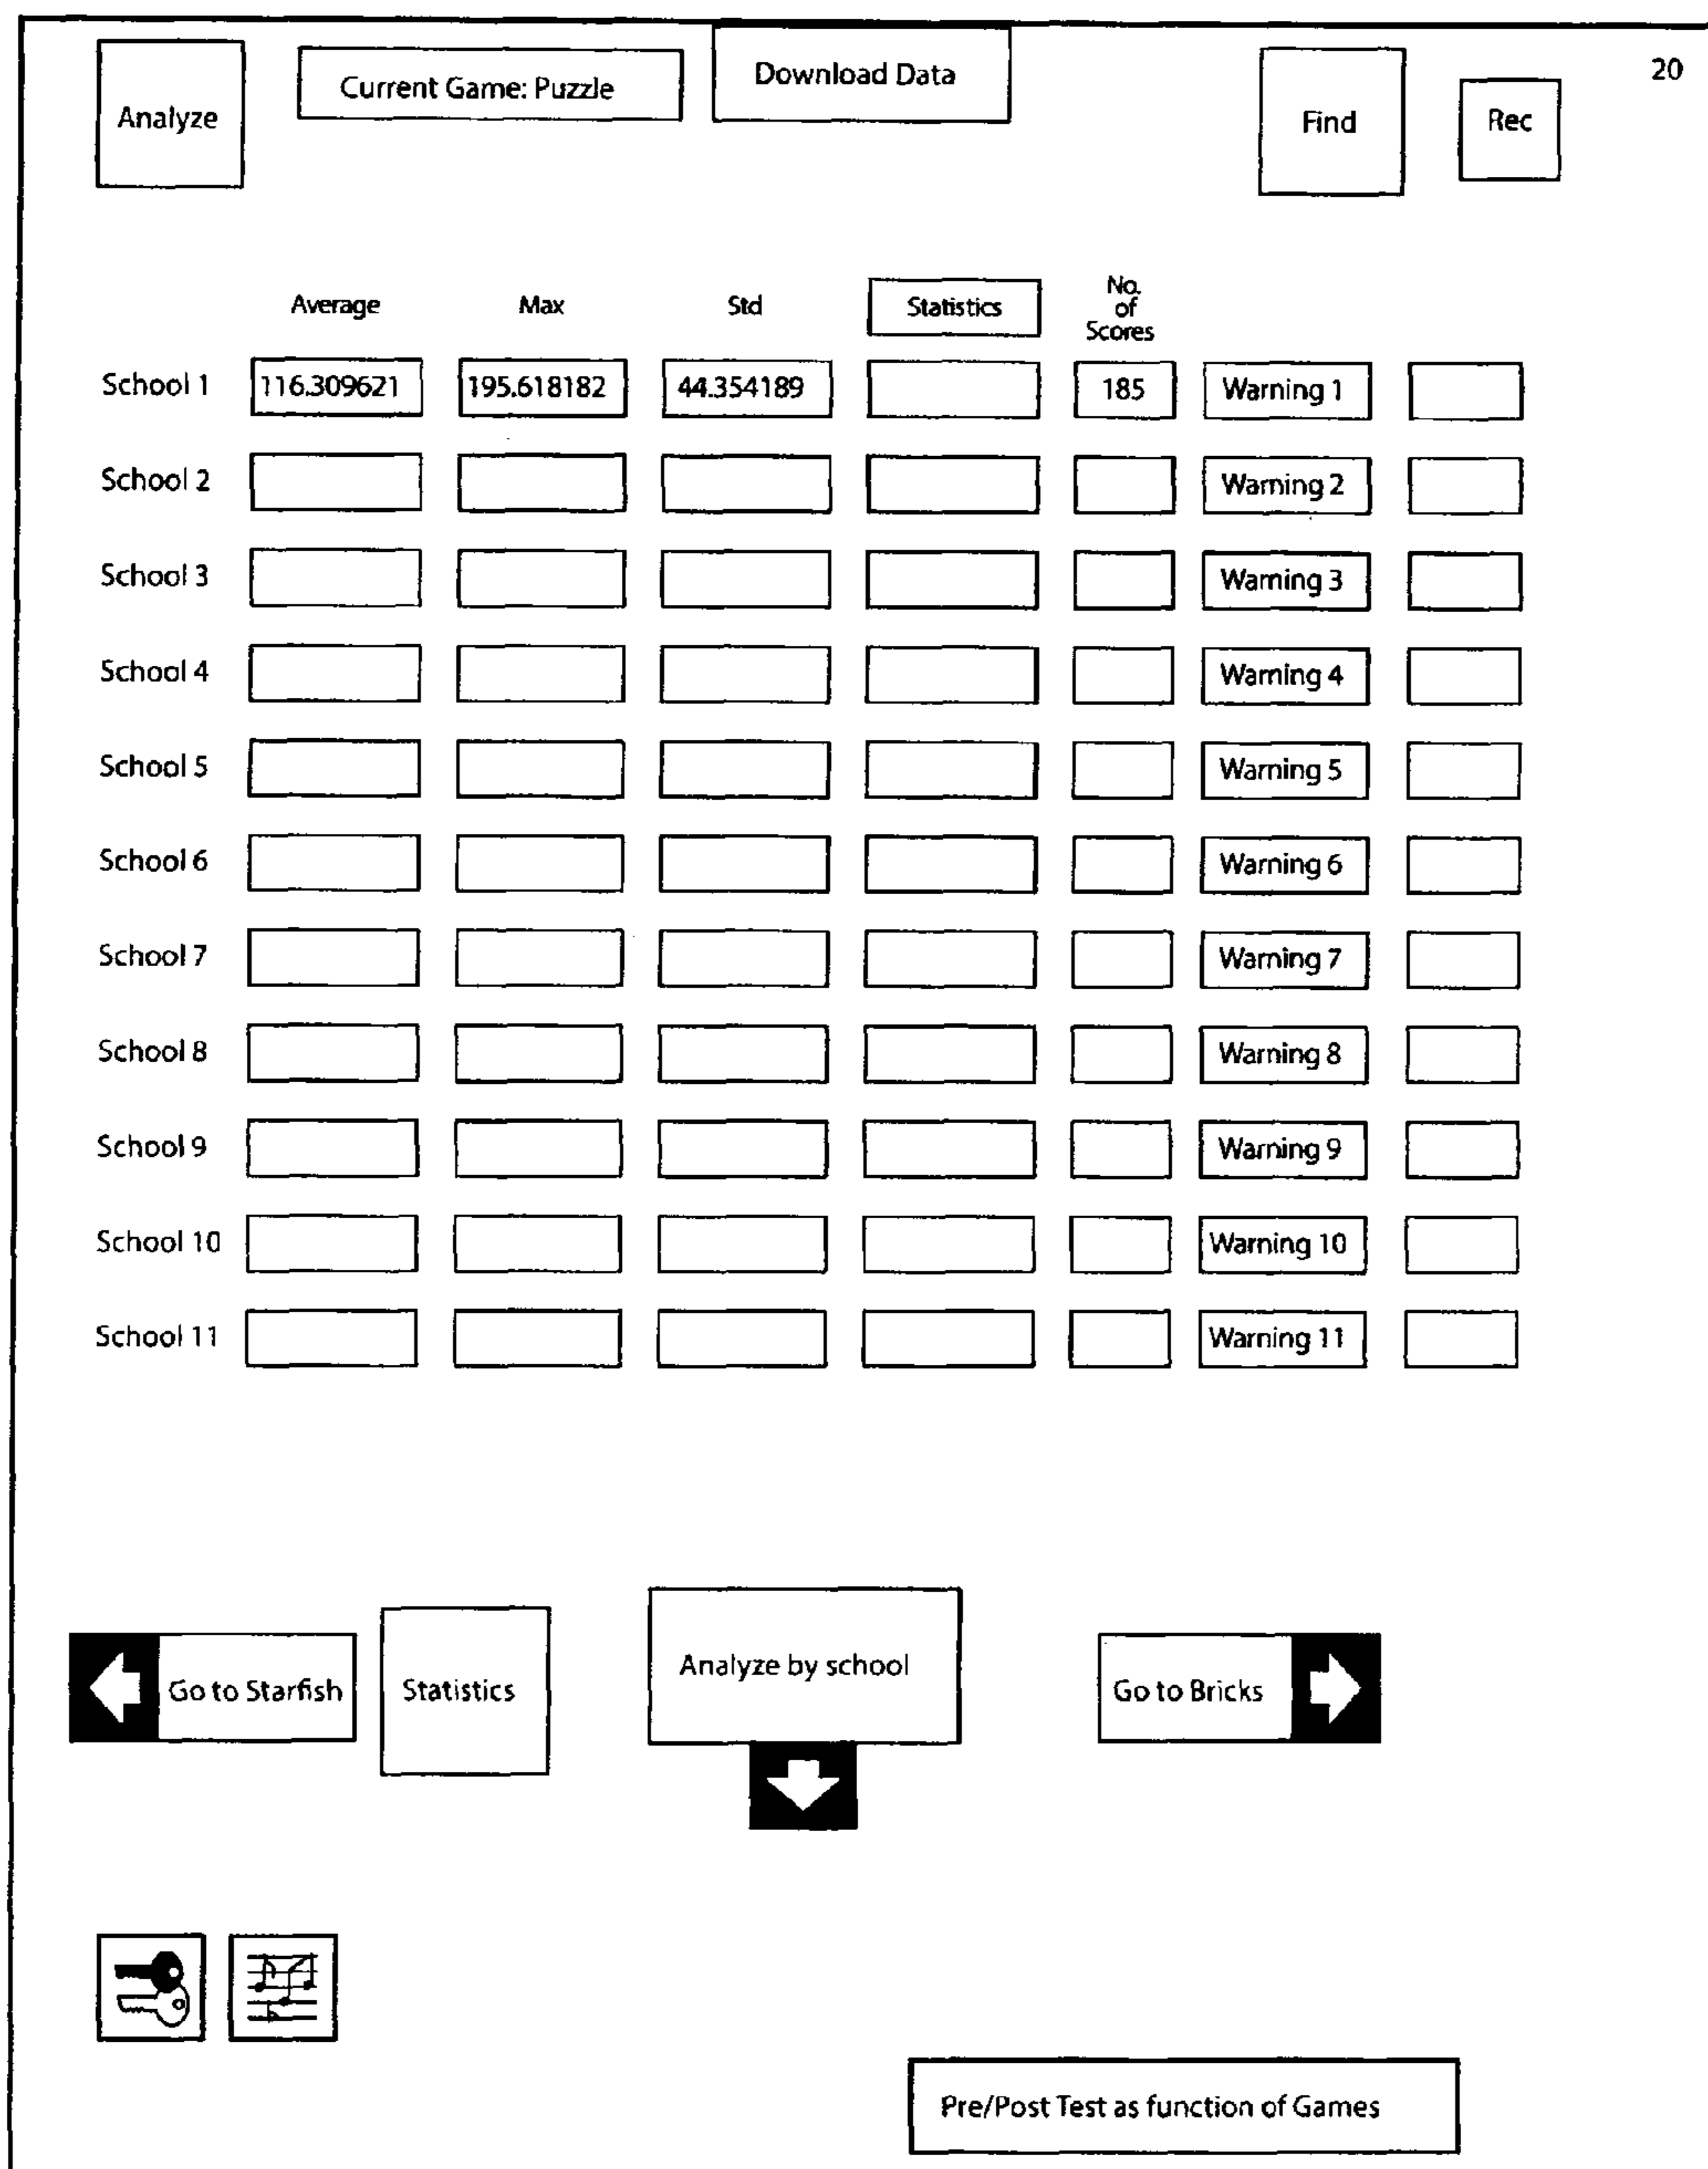 Analyze
Current Game: Puzzle
Download Data
Find
Rec
20
Average Max Std Statistics No. of Scores
School 1 116.309621 195.618182 44.354189 185 Warning 1
School 2 Warning 2
School 3 Warning 3
School 4 Warning 4
School 5 Warning 5
School 6 Warning 6
School 7 Warning 7
School 8 Warning 8
School 9 Warning 9
School 10 Warning 10
School 11 Warning 11
Go to Starfish
Statistics
Analyze by school
Go to Bricks
Pre/Post Test as function of Games